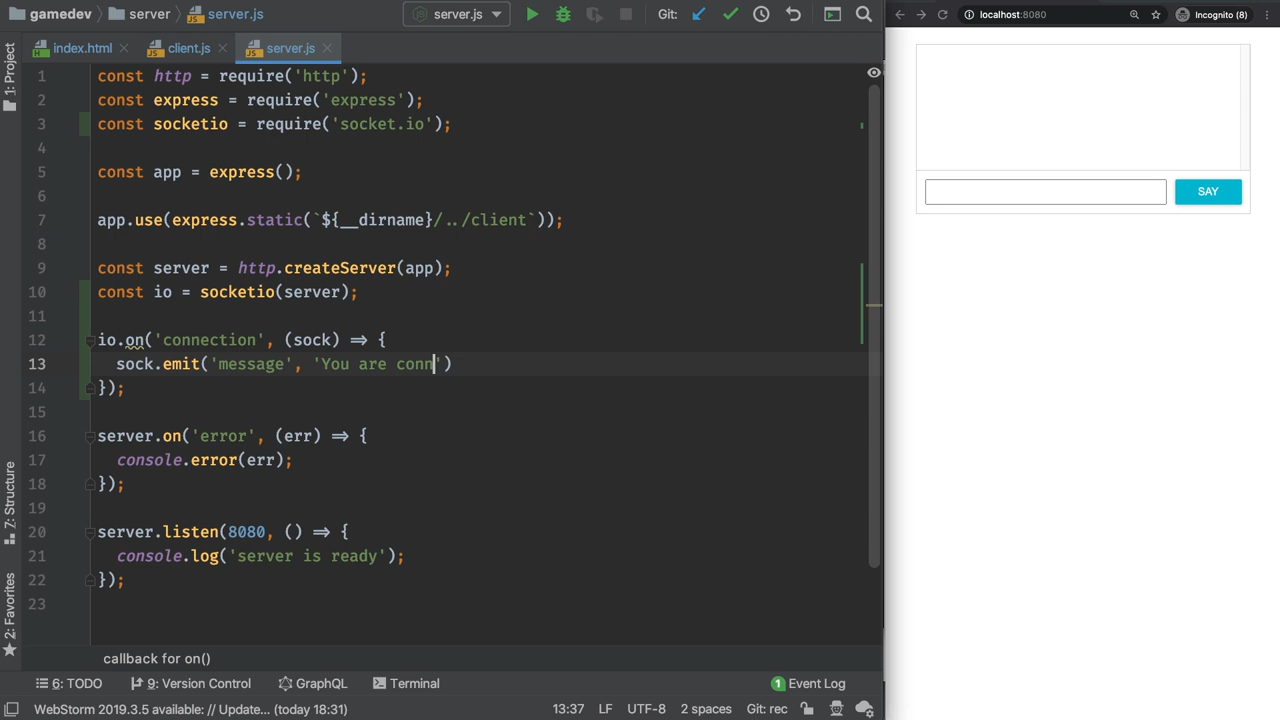 gamedev server server.js server.js Git:
localhost:8080 Incognito (8)
index.html client.js server.js
1: Project
1 const http = require('http');
2 const express = require('express');
3 const socketio = require('socket.io');
4
5 const app = express();
6
7 app.use(express.static(`${__dirname}/../client`));
8
9 const server = http.createServer(app);
10 const io = socketio(server);
11
12 io.on('connection', (sock) => {
13 sock.emit('message', 'You are conn')
14 });
15
16 server.on('error', (err) => {
17 console.error(err);
18 });
19
20 server.listen(8080, () => {
21 console.log('server is ready');
22 });
23
SAY
7: Structure
2: Favorites
callback for on()
6: TODO 9: Version Control GraphQL Terminal 1 Event Log
WebStorm 2019.3.5 available: // Update... (today 18:31) 13:37 LF UTF-8 2 spaces Git: rec